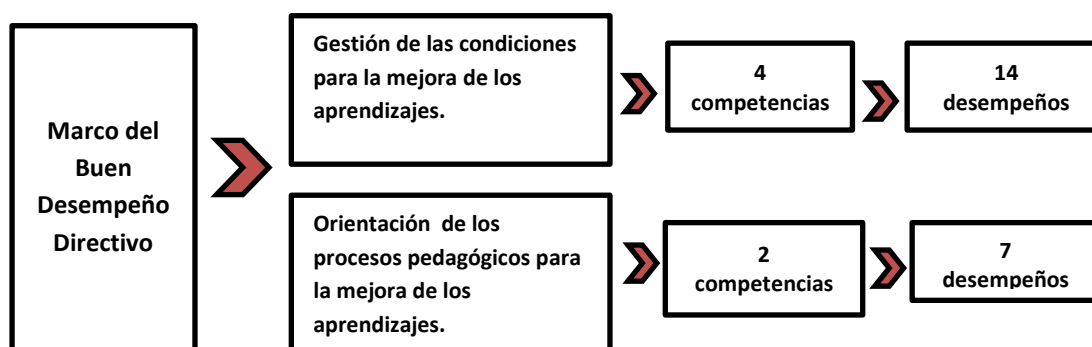 Marco del
Buen
Desempeño
Directivo
Gestión de las condiciones
para la mejora de los
aprendizajes.
4
competencias
14
desempeños
Orientación de los
procesos pedagógicos para
la mejora de los
aprendizajes.
2
competencias
7
desempeños